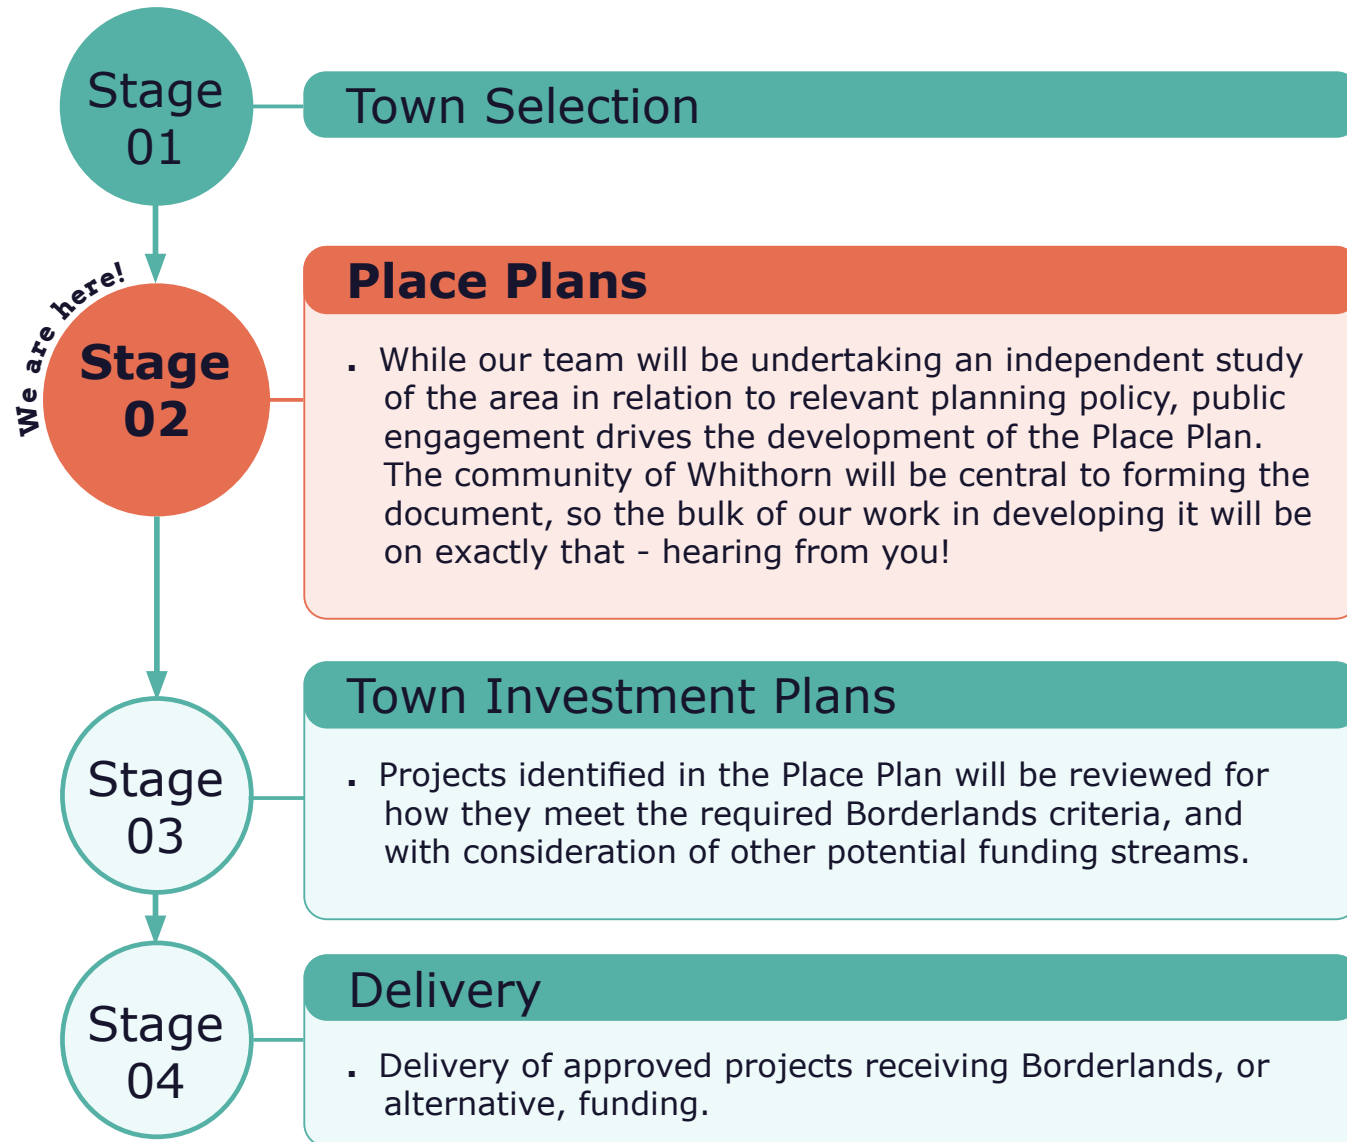 Stage
01
Town Selection
We are here!
Stage
02
Place Plans
. While our team will be undertaking an independent study
of the area in relation to relevant planning policy, public
engagement drives the development of the Place Plan.
The community of Whithorn will be central to forming the
document, so the bulk of our work in developing it will be
on exactly that - hearing from you!
Stage
03
Town Investment Plans
. Projects identified in the Place Plan will be reviewed for
how they meet the required Borderlands criteria, and
with consideration of other potential funding streams.
Stage
04
Delivery
. Delivery of approved projects receiving Borderlands, or
alternative, funding.